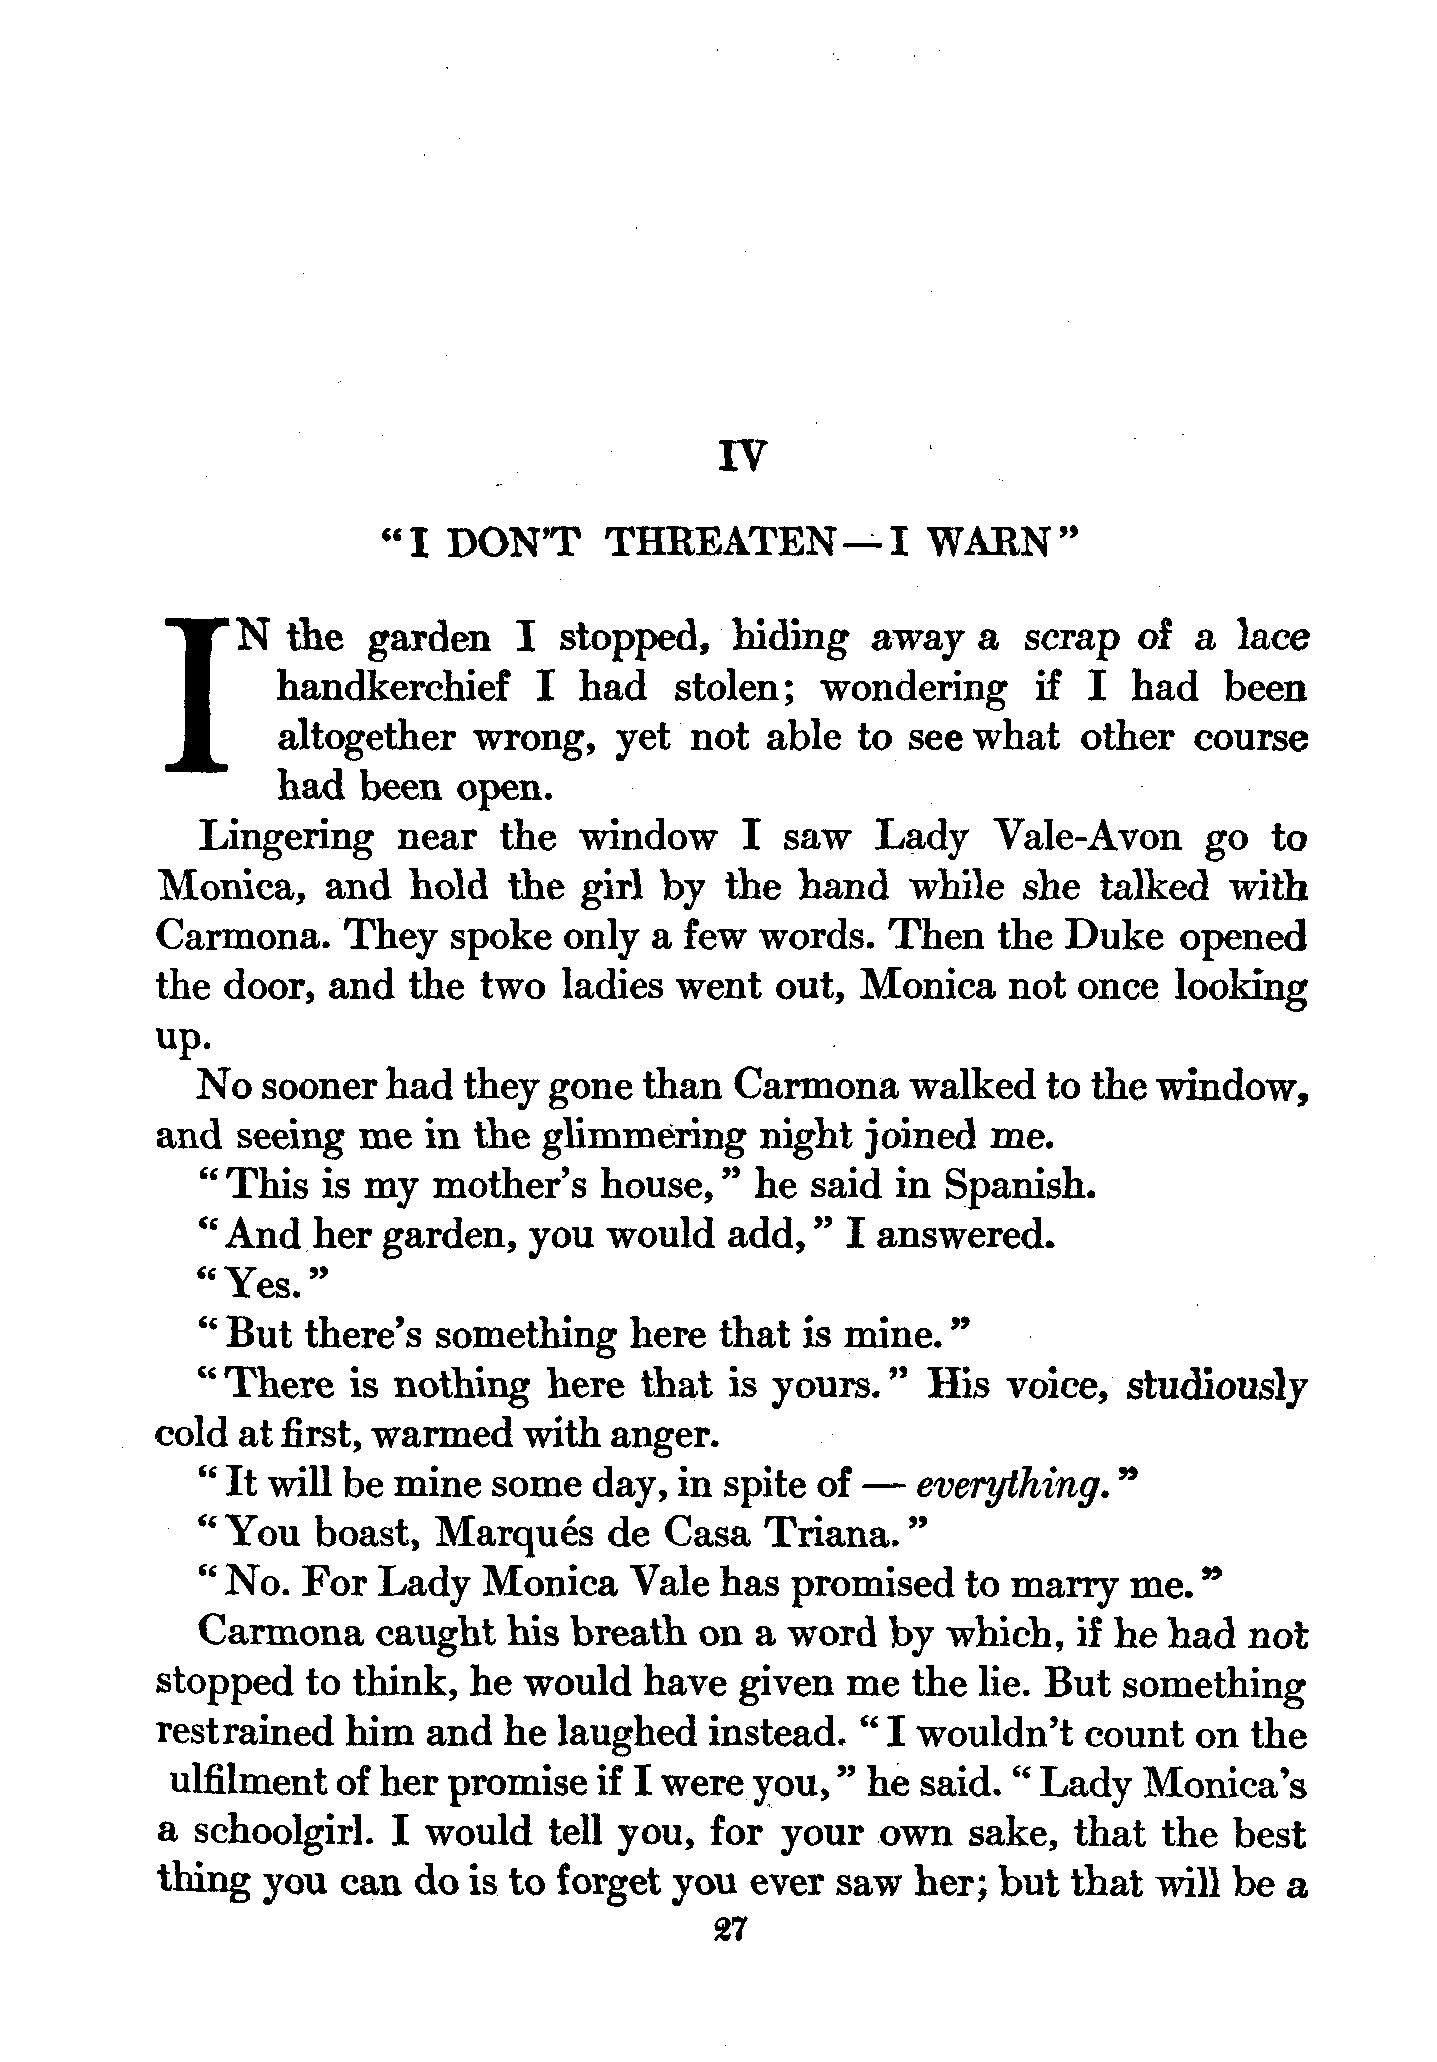 IV
"I DON'T THREATEN—I WARN"
IN the garden I stopped, hiding away a scrap of a lace
handkerchief I had stolen; wondering if I had been
altogether wrong, yet not able to see what other course
had been open.
Lingering near the window I saw Lady Vale-Avon go to
Monica, and hold the girl by the hand while she talked with
Carmona. They spoke only a few words. Then the Duke opened
the door, and the two ladies went out, Monica not once looking
up.
No sooner had they gone than Carmona walked to the window,
and seeing me in the glimmering night joined me.
"This is my mother's house," he said in Spanish.
"And her garden, you would add," I answered.
"Yes."
"But there's something here that is mine."
"There is nothing here that is yours." His voice, studiously
cold at first, warmed with anger.
"It will be mine some day, in spite of — everything."
"You boast, Marqués de Casa Triana."
"No. For Lady Monica Vale has promised to marry me."
Carmona caught his breath on a word by which, if he had not
stopped to think, he would have given me the lie. But something
restrained him and he laughed instead. "I wouldn't count on the
ulfilment of her promise if I were you," he said. "Lady Monica's
a schoolgirl. I would tell you, for your own sake, that the best
thing you can do is to forget you ever saw her; but that will be a
27